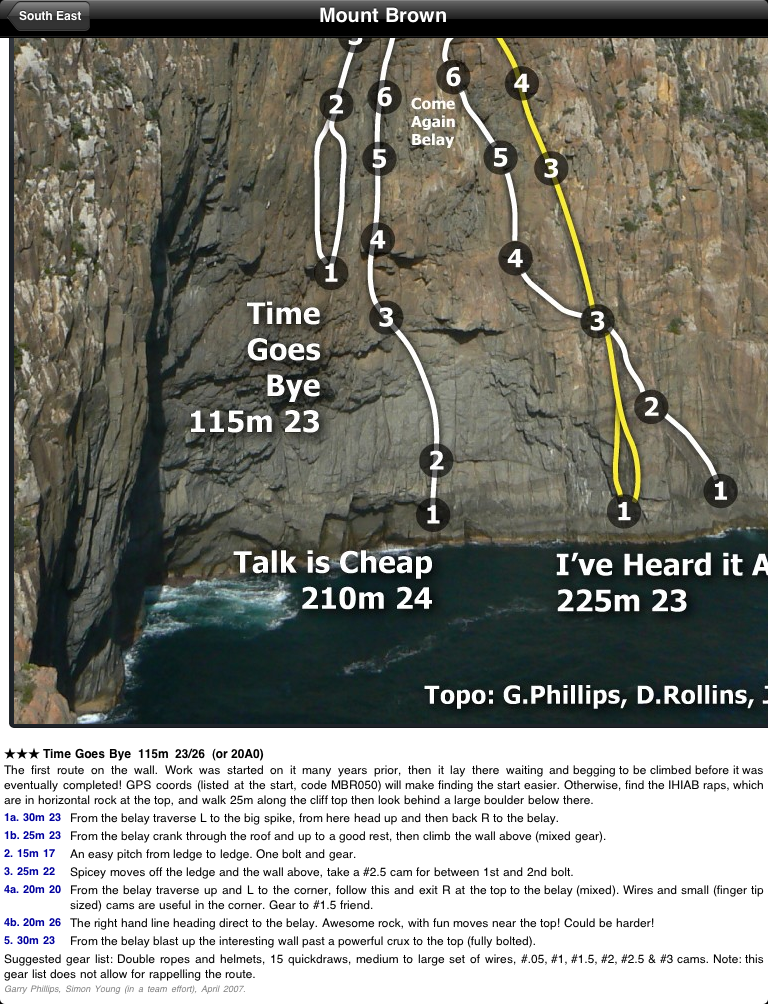 South East
Mount Brown
3
2
6
6
4
Come
Again
Belay
5
5
3
4
4
1
Time
Goes
Bye
115m 23
3
3
2
2
1
1
1
Talk is Cheap
210m 24
I've Heard it A
225m 23
Topo: G.Phillips, D.Rollins, J
★★★ Time Goes Bye 115m 23/26 (or 20A0)
The first route on the wall. Work was started on it many years prior, then it lay there waiting and begging to be climbed before it was
eventually completed! GPS coords (listed at the start, code MBR050) will make finding the start easier. Otherwise, find the IHIAB raps, which
are in horizontal rock at the top, and walk 25m along the cliff top then look behind a large boulder below there.
1a. 30m 23 From the belay traverse L to the big spike, from here head up and then back R to the belay.
1b. 25m 23 From the belay crank through the roof and up to a good rest, then climb the wall above (mixed gear).
2. 15m 17 An easy pitch from ledge to ledge. One bolt and gear.
3. 25m 22 Spicey moves off the ledge and the wall above, take a #2.5 cam for between 1st and 2nd bolt.
4a. 20m 20 From the belay traverse up and L to the corner, follow this and exit R at the top to the belay (mixed). Wires and small (finger tip
sized) cams are useful in the corner. Gear to #1.5 friend.
4b. 20m 26 The right hand line heading direct to the belay. Awesome rock, with fun moves near the top! Could be harder!
5. 30m 23 From the belay blast up the interesting wall past a powerful crux to the top (fully bolted).
Suggested gear list: Double ropes and helmets, 15 quickdraws, medium to large set of wires, #.05, #1, #1.5, #2, #2.5 & #3 cams. Note: this
gear list does not allow for rappelling the route.
Garry Phillips, Simon Young (in a team effort), April 2007.